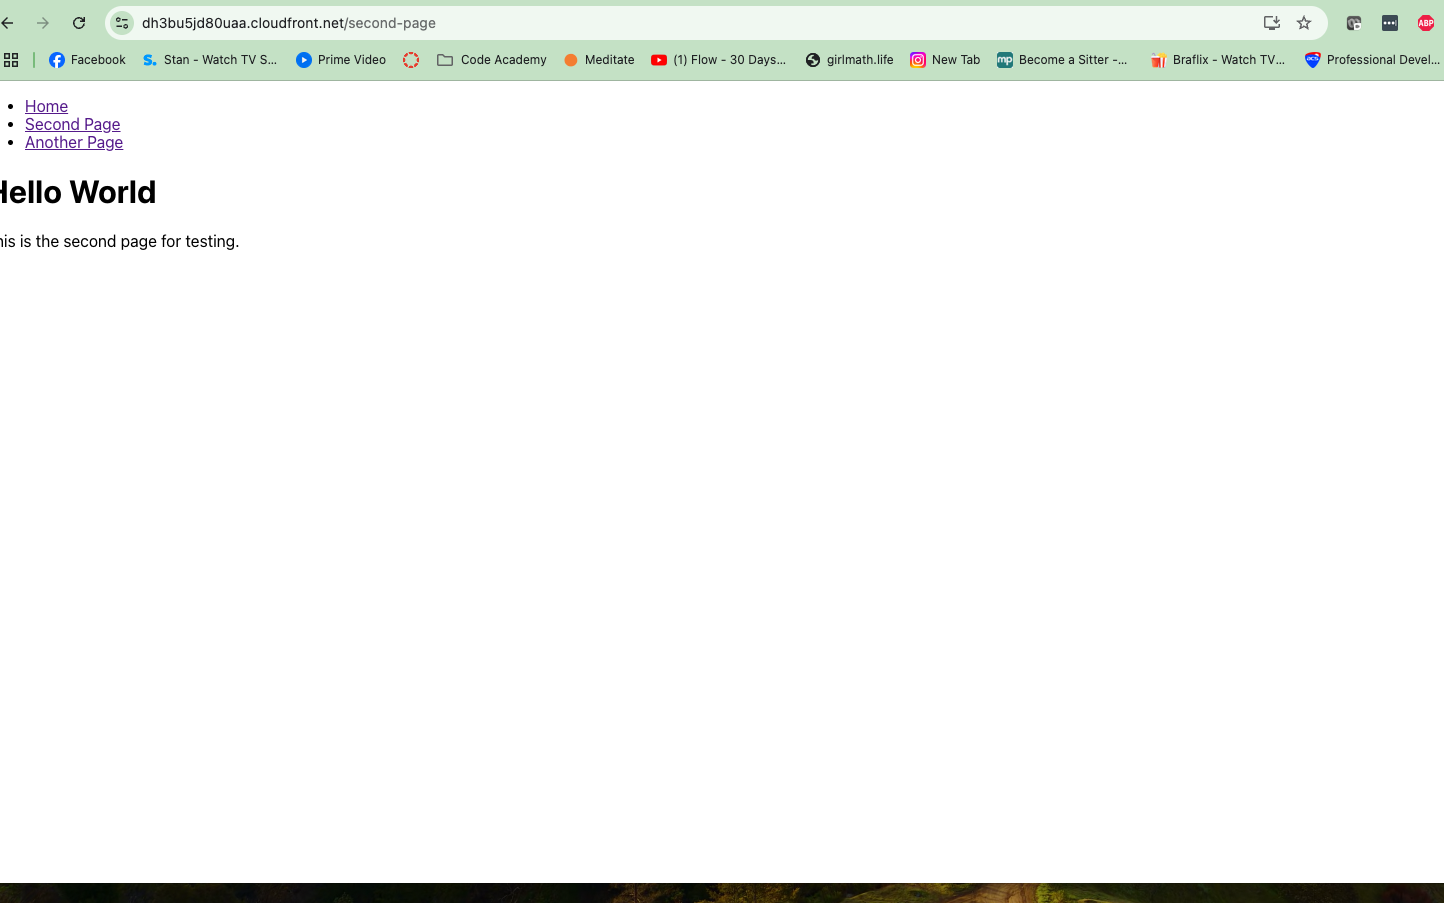 dh3bu5jd80uaa.cloudfront.net/second-page
Facebook
Stan - Watch TV S...
Prime Video
Code Academy
Meditate
(1) Flow - 30 Days...
girlmath.life
New Tab
Become a Sitter -...
Braflix - Watch TV...
Professional Devel...
Home
Second Page
Another Page
Hello World
his is the second page for testing.